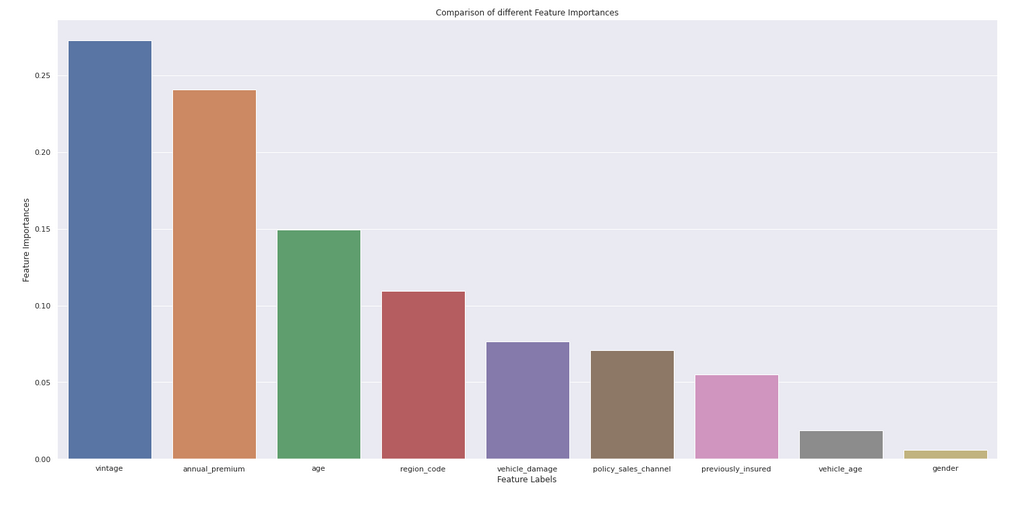 Comparison of different Feature Importances
Feature Importances
0.25
0.20
0.15
0.10
0.05
0.00
vintage annual_premium age region_code vehicle_damage policy_sales_channel previously_insured vehicle_age gender
Feature Labels